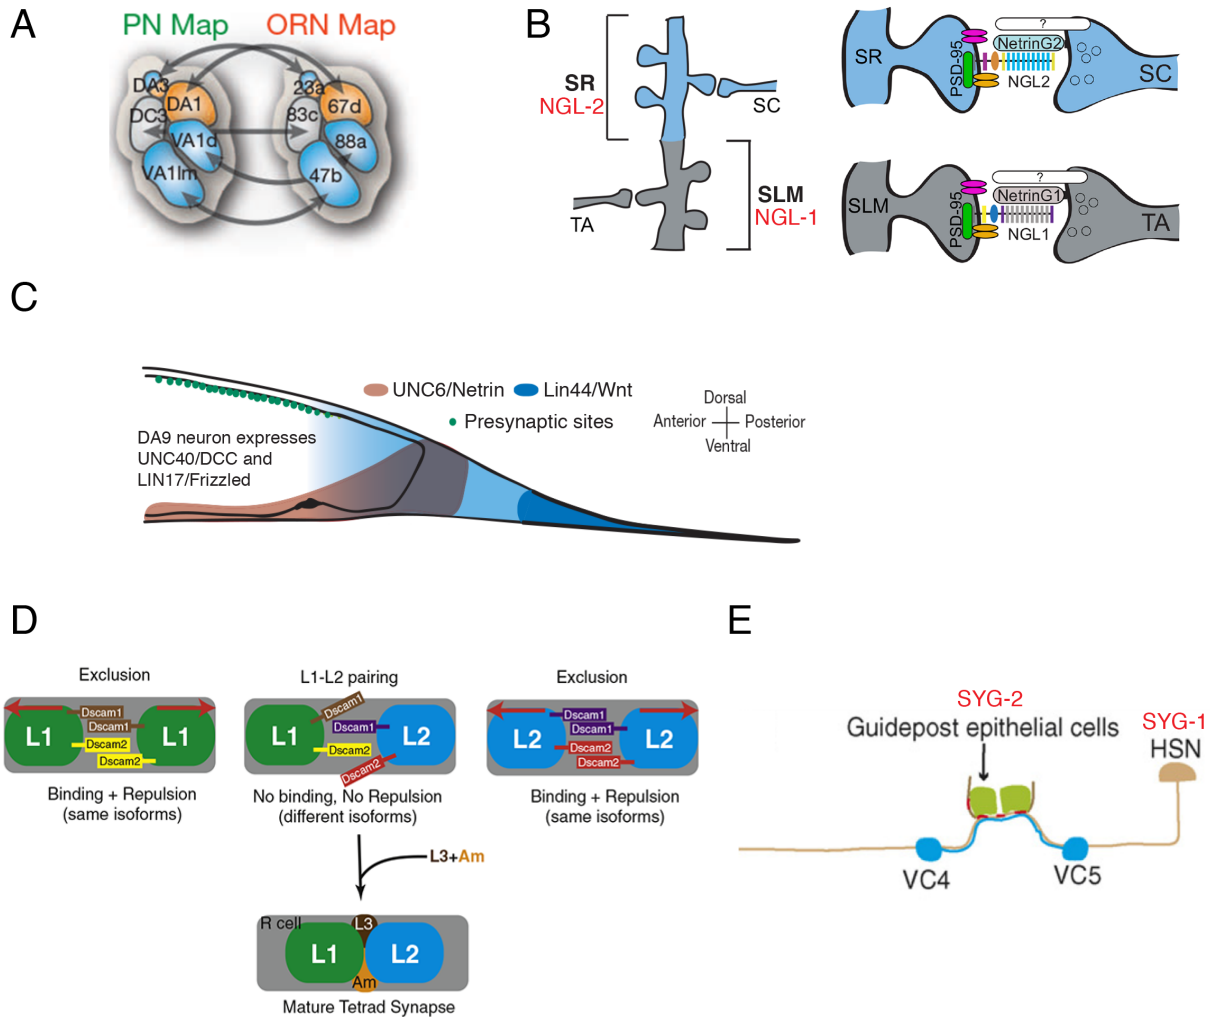 A
PN Map
ORN Map
DA3
DA1
DC3
VA1d
VA1lm
23a
67d
83c
88a
47b
B
SR
NGL-2
SC
SLM
NGL-1
TA
SR
PSD-95
?
NetrinG2
NGL2
SC
SLM
PSD-95
?
NetrinG1
NGL1
TA
C
UNC6/Netrin
Lin44/Wnt
Presynaptic sites
Dorsal
Anterior
Posterior
Ventral
DA9 neuron expresses
UNC40/DCC and
LIN17/Frizzled
D
Exclusion
L1
Dscam1
Dscam1
Dscam2
Dscam2
L1
Binding + Repulsion
(same isoforms)
L1-L2 pairing
L1
Dscam1
Dscam1
Dscam2
Dscam2
L2
No binding, No Repulsion
(different isoforms)
Exclusion
L2
Dscam1
Dscam1
Dscam2
Dscam2
L2
Binding + Repulsion
(same isoforms)
L3+Am
R cell
L3
L1
L2
Am
Mature Tetrad Synapse
E
SYG-2
Guidepost epithelial cells
SYG-1
HSN
VC4
VC5